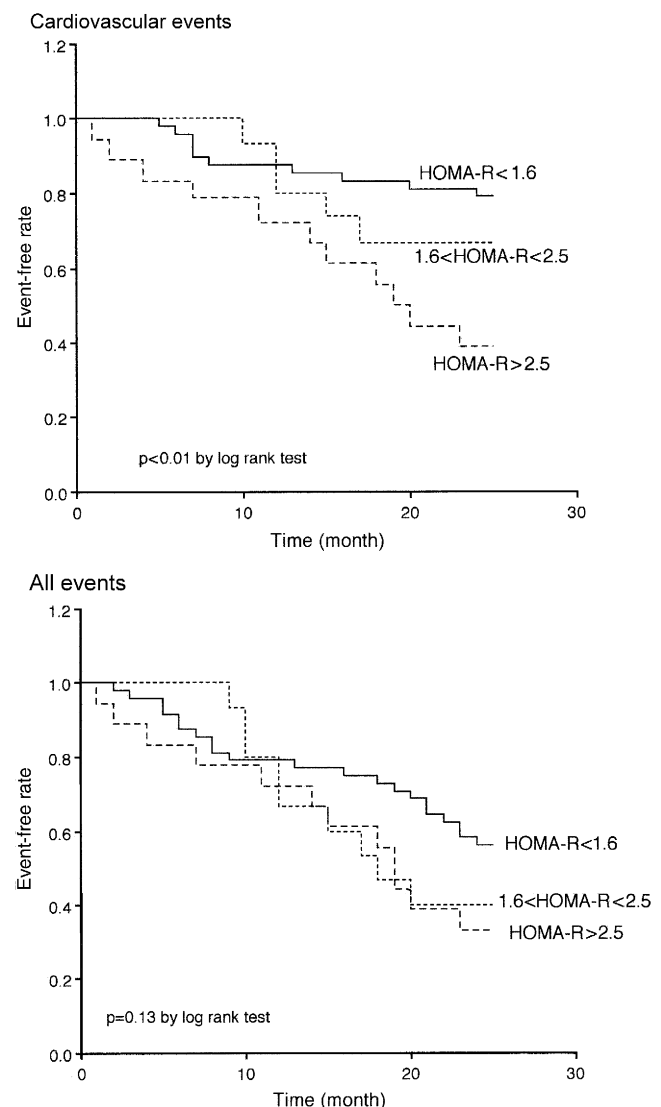 Cardiovascular events
1.2
1.0
0.8
0.6
0.4
0.2
0.0
Event-free rate
HOMA-R<1.6
1.6<HOMA-R<2.5
HOMA-R>2.5
p<0.01 by log rank test
0 10 20 30
Time (month)
All events
1.2
1.0
0.8
0.6
0.4
0.2
0.0
Event-free rate
HOMA-R<1.6
1.6<HOMA-R<2.5
HOMA-R>2.5
p=0.13 by log rank test
0 10 20 30
Time (month)